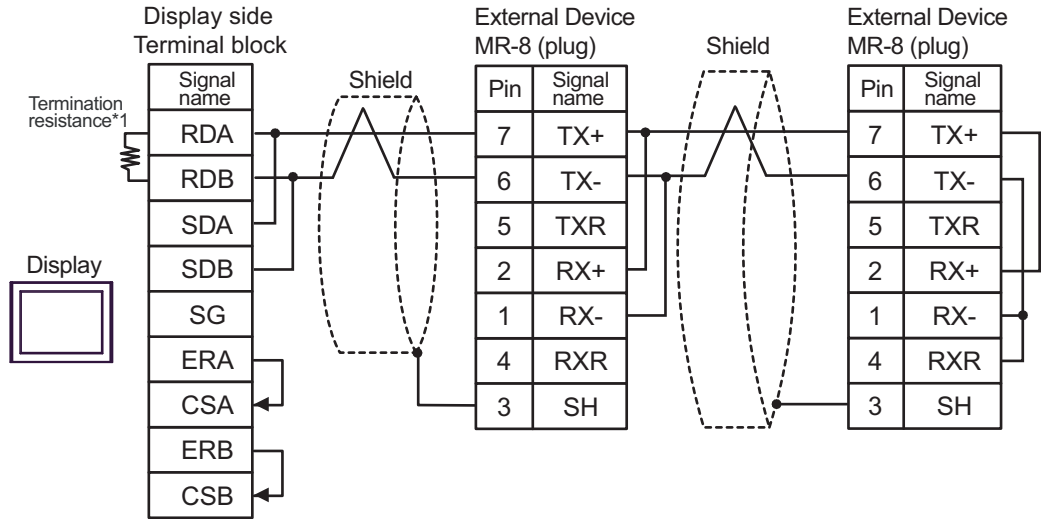 Display side
Terminal block
External Device
MR-8 (plug)
External Device
MR-8 (plug)
Shield
Shield
Termination
resistance*1
Display
Signal
name
RDA
RDB
SDA
SDB
SG
ERA
CSA
ERB
CSB
Pin Signal
name
7 TX+
6 TX-
5 TXR
2 RX+
1 RX-
4 RXR
3 SH
Pin Signal
name
7 TX+
6 TX-
5 TXR
2 RX+
1 RX-
4 RXR
3 SH